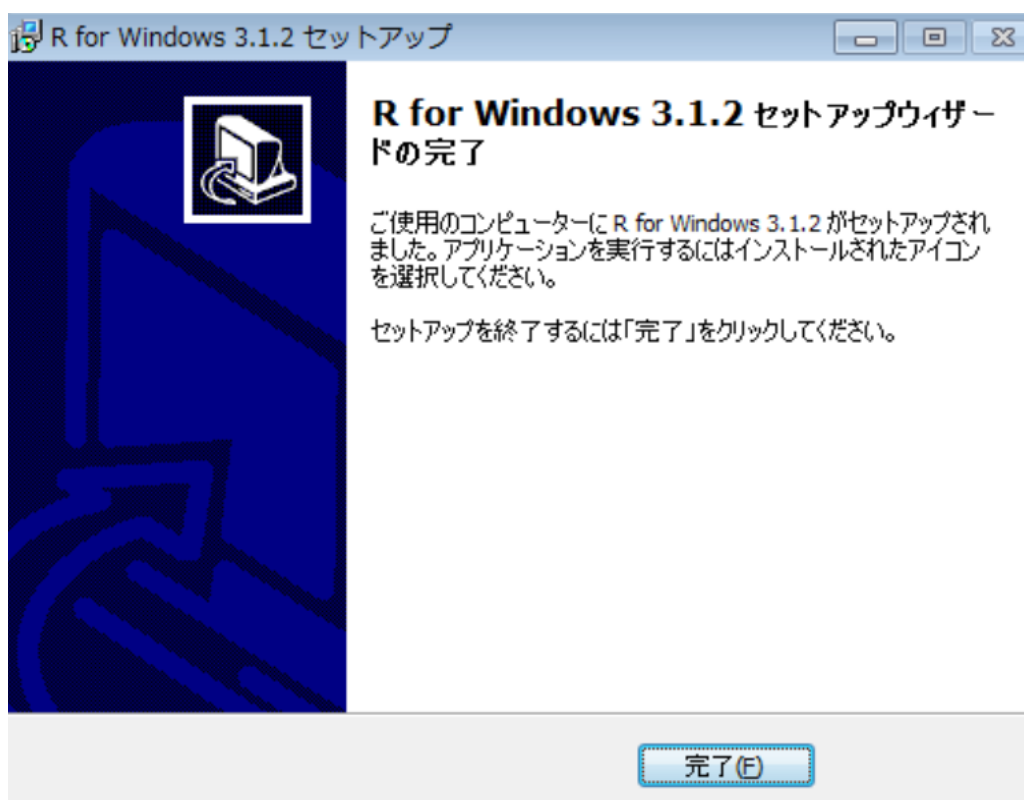 R for Windows 3.1.2 セットアップ
R for Windows 3.1.2 セットアップウィザー
ドの完了
ご使用のコンピューターに R for Windows 3.1.2 がセットアップされ
ました。アプリケーションを実行するにはインストールされたアイコン
を選択してください。
セットアップを終了するには「完了」をクリックしてください。
完了(F)